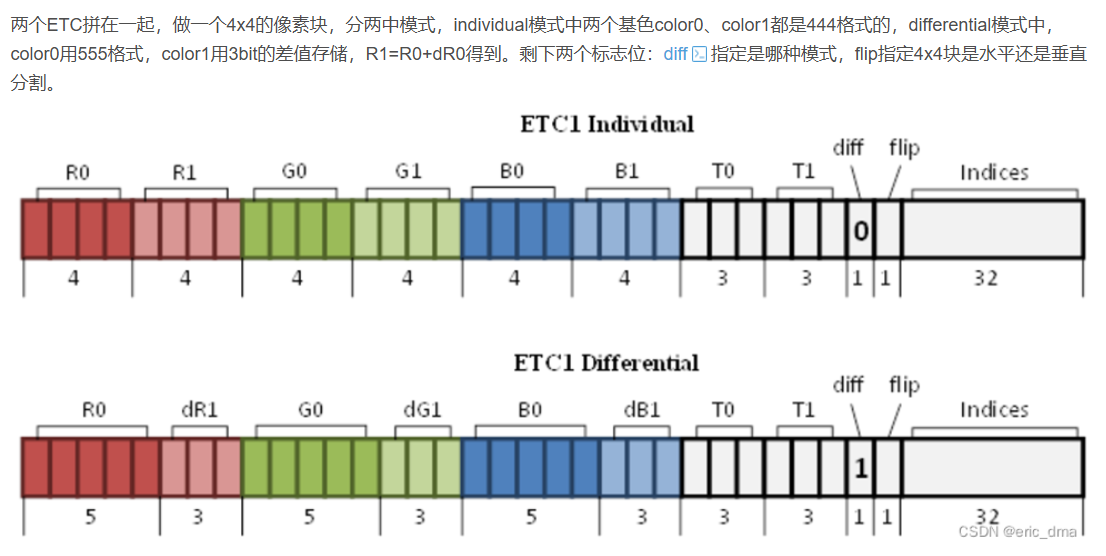 两个ETC拼在一起，做一个4x4的像素块，分两中模式，individual模式中两个基色color0、color1都是444格式的，differential模式中，
color0用555格式，color1用3bit的差值存储，R1=R0+dR0得到。剩下两个标志位：diff指定是哪种模式，flip指定4x4块是水平还是垂直
分割。
ETC1 Individual
diff flip
R0 R1 G0 G1 B0 B1 T0 T1 Indices
0
4 4 4 4 4 4 3 3 1 1 32
ETC1 Differential
diff flip
R0 dR1 G0 dG1 B0 dB1 T0 T1 Indices
1
5 3 5 3 5 3 3 3 1 1 32
CSDN @eric_dma